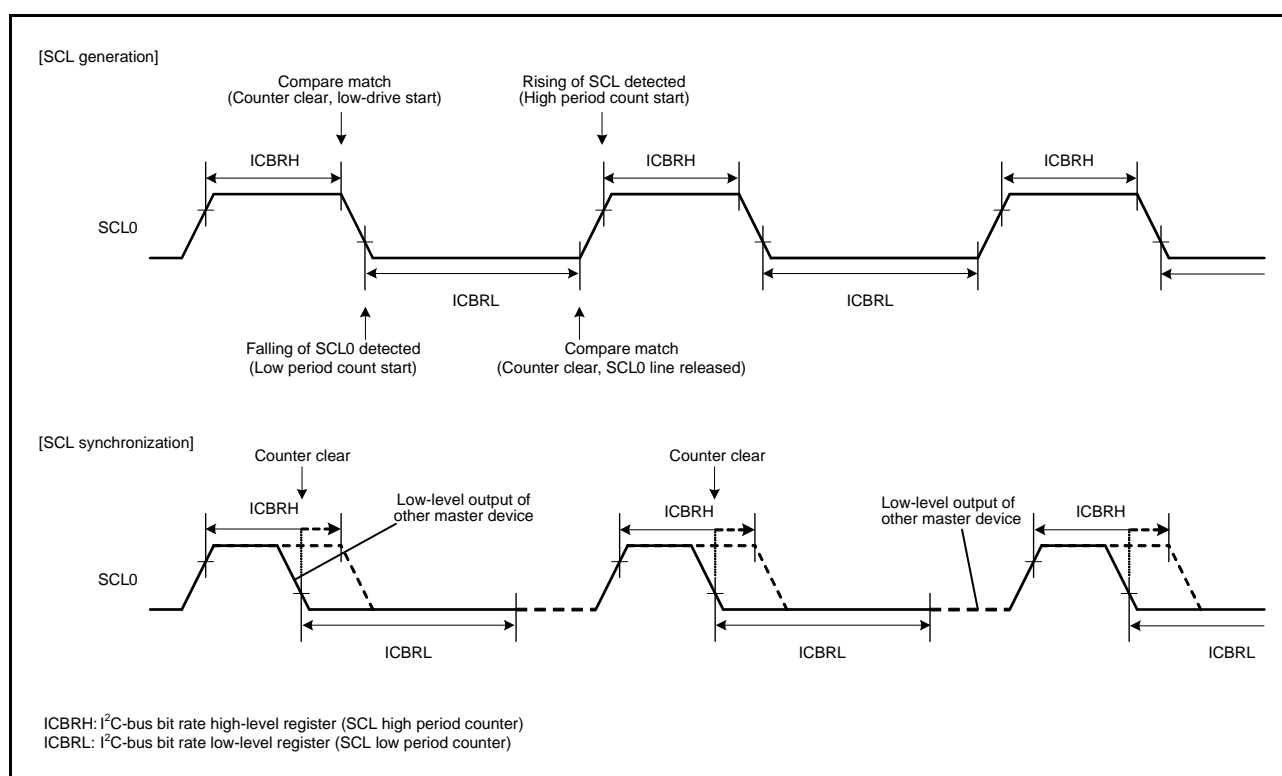 [SCL generation]
Compare match
(Counter clear, low-drive start)
Rising of SCL detected
(High period count start)
ICBRH
ICBRH
ICBRH
SCL0
ICBRL
ICBRL
Falling of SCL0 detected
(Low period count start)
Compare match
(Counter clear, SCL0 line released)
[SCL synchronization]
Counter clear
Counter clear
ICBRH
Low-level output of
other master device
ICBRH
Low-level output of
other master device
ICBRH
SCL0
ICBRL
ICBRL
ICBRL
ICBRH: I²C-bus bit rate high-level register (SCL high period counter)
ICBRL: I²C-bus bit rate low-level register (SCL low period counter)